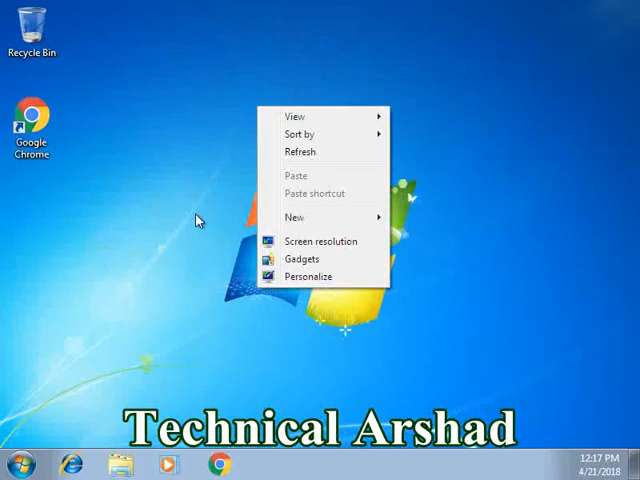 Recycle Bin
Google
Chrome
View
Sort by
Refresh
Paste
Paste shortcut
New
Screen resolution
Gadgets
Personalize
Technical Arshad
12:17 PM
4/21/2018